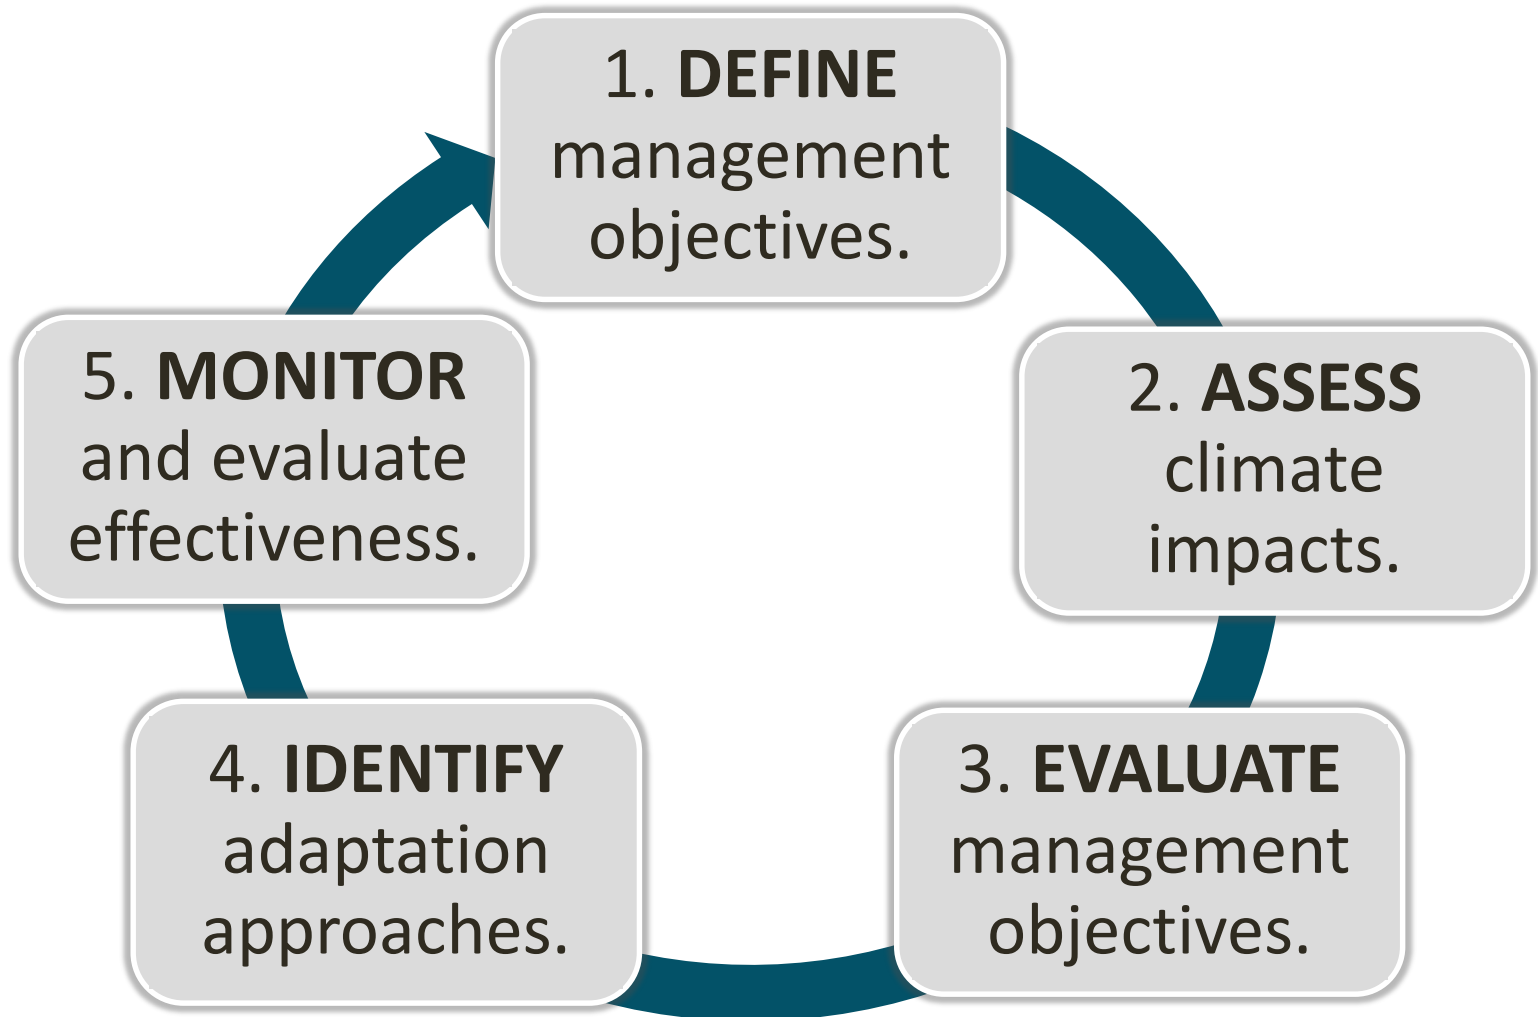 1. DEFINE
management
objectives.
2. ASSESS
climate
impacts.
3. EVALUATE
management
objectives.
4. IDENTIFY
adaptation
approaches.
5. MONITOR
and evaluate
effectiveness.